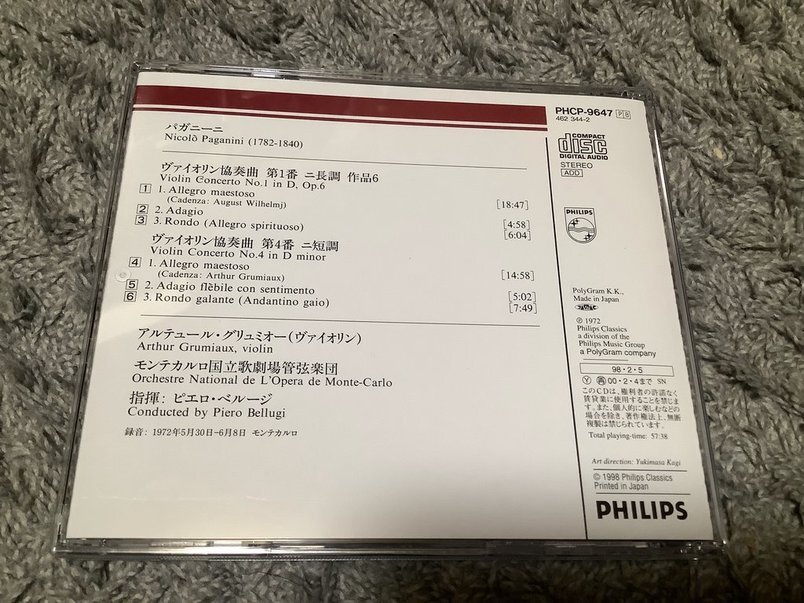 パガニーニ
Nicolò Paganini (1782-1840)
ヴァイオリン協奏曲 第1番 ニ長調 作品6
Violin Concerto No.1 in D, Op.6
1 1. Allegro maestoso [18:47]
(Cadenza: August Wilhelmj)
2 2. Adagio [4:58]
3 3. Rondo (Allegro spirituoso) [6:04]
ヴァイオリン協奏曲 第4番 ニ短調
Violin Concerto No.4 in D minor
4 1. Allegro maestoso [14:58]
(Cadenza: Arthur Grumiaux)
5 2. Adagio flèbile con sentimento [5:02]
6 3. Rondo galante (Andantino gaio) [7:49]
アルテュール・グリュミオー(ヴァイオリン)
Arthur Grumiaux, violin
モンテカルロ国立歌劇場管弦楽団
Orchestre National de L'Opera de Monte-Carlo
指揮:ピエロ・ベルージ
Conducted by Piero Bellugi
録音:1972年5月30日-6月8日 モンテカルロ
PHCP-9647 P B
462 344-2
COMPACT
disc
DIGITAL AUDIO
STEREO
ADD
PHILIPS
PolyGram K.K.,
Made in Japan
℗ 1972
Philips Classics
a division of the
Philips Music Group
a PolyGram company
98・2・5
Y 再 00・2・4まで SN
このCDは、権利者の許諾なく
賃貸業に使用することを禁じま
す。また、個人的に楽しむなどの
場合を除き、著作権法上、無断
複製は禁じられています。
Total playing-time: 57:38
Art direction: Yukimasa Kagi
© 1998 Philips Classics
Printed in Japan
PHILIPS